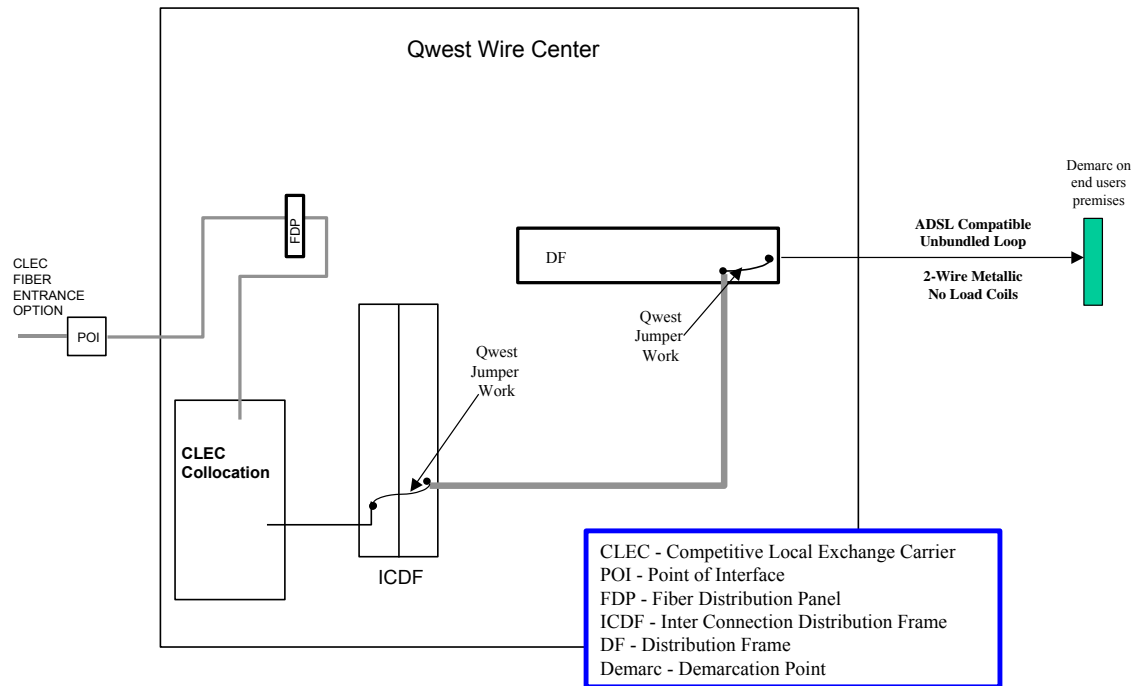 Qwest Wire Center
CLEC
FIBER
ENTRANCE
OPTION
POI
FDP
CLEC
Collocation
ICDF
Qwest
Jumper
Work
DF
Qwest
Jumper
Work
ADSL Compatible
Unbundled Loop
2-Wire Metallic
No Load Coils
Demarc on
end users
premises
CLEC - Competitive Local Exchange Carrier
POI - Point of Interface
FDP - Fiber Distribution Panel
ICDF - Inter Connection Distribution Frame
DF - Distribution Frame
Demarc - Demarcation Point